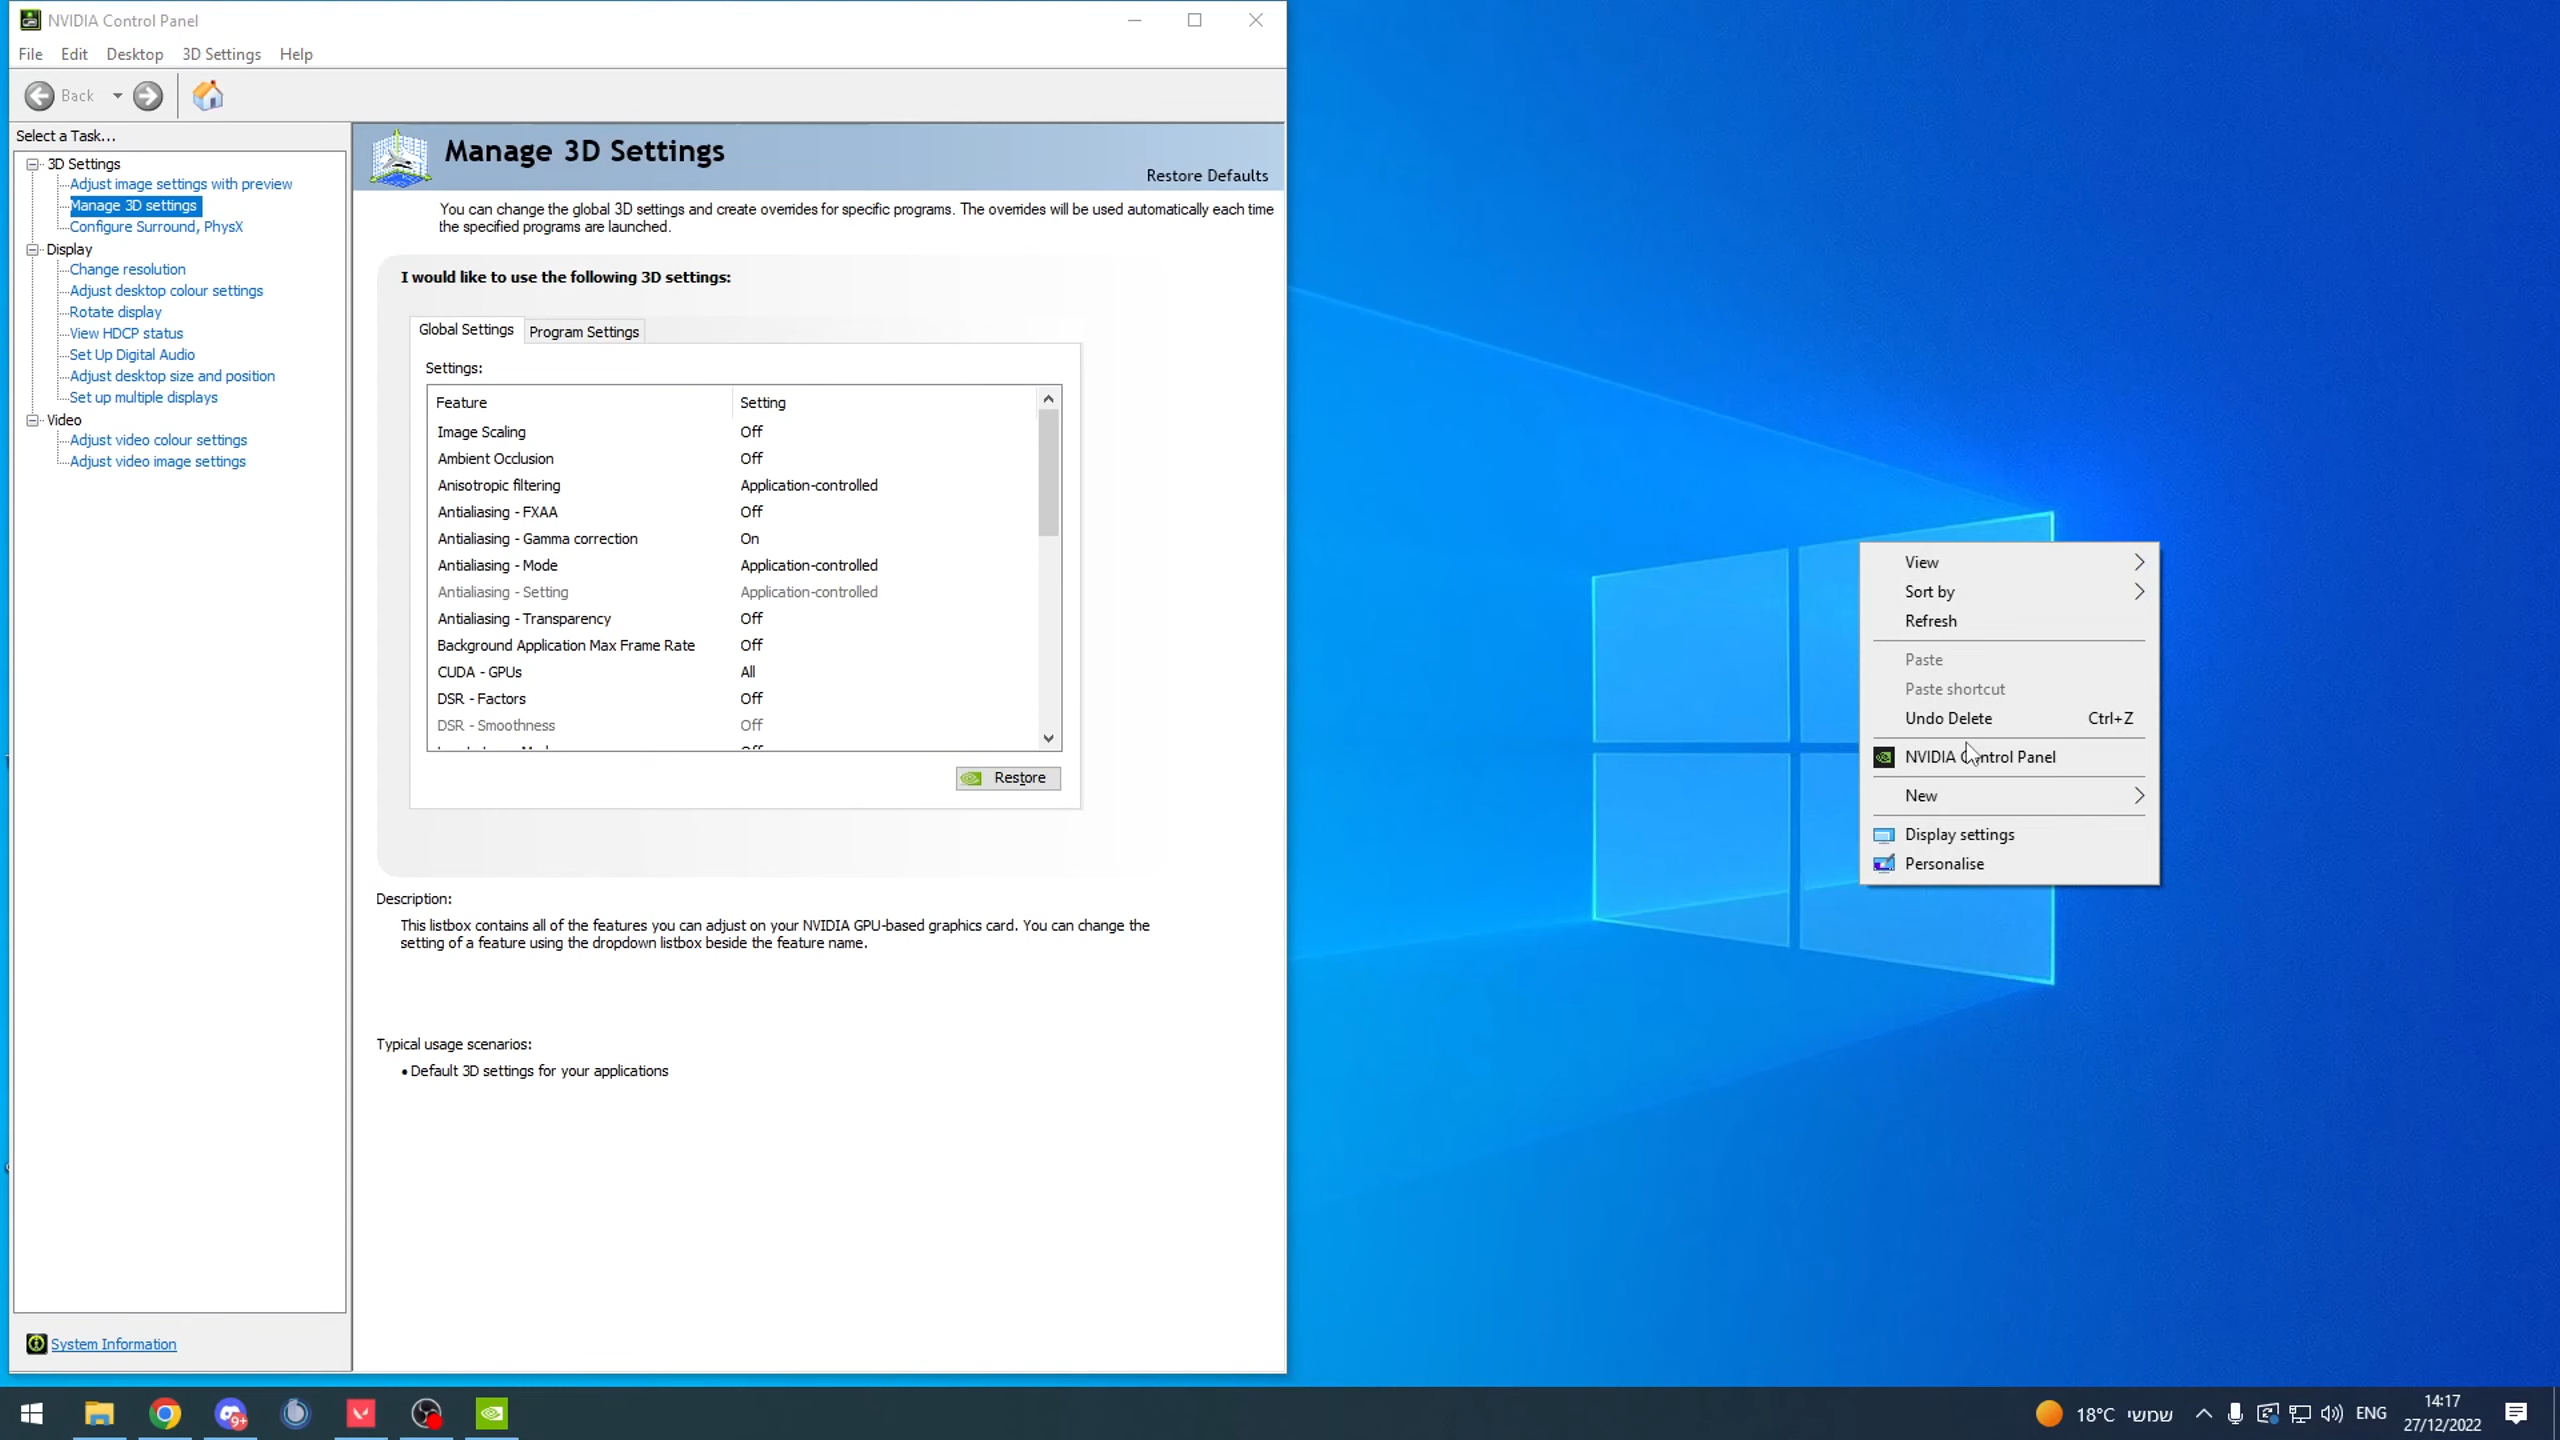 NVIDIA Control Panel
File Edit Desktop 3D Settings Help
Back
Select a Task...
3D Settings
Adjust image settings with preview
Manage 3D settings
Configure Surround, PhysX
Display
Change resolution
Adjust desktop colour settings
Rotate display
View HDCP status
Set Up Digital Audio
Adjust desktop size and position
Set up multiple displays
Video
Adjust video colour settings
Adjust video image settings
System Information
Manage 3D Settings
Restore Defaults
You can change the global 3D settings and create overrides for specific programs. The overrides will be used automatically each time
the specified programs are launched.
I would like to use the following 3D settings:
Global Settings Program Settings
Settings:
Feature Setting
Image Scaling Off
Ambient Occlusion Off
Anisotropic filtering Application-controlled
Antialiasing - FXAA Off
Antialiasing - Gamma correction On
Antialiasing - Mode Application-controlled
Antialiasing - Setting Application-controlled
Antialiasing - Transparency Off
Background Application Max Frame Rate Off
CUDA - GPUs All
DSR - Factors Off
DSR - Smoothness Off
Restore
Description:
This listbox contains all of the features you can adjust on your NVIDIA GPU-based graphics card. You can change the
setting of a feature using the dropdown listbox beside the feature name.
Typical usage scenarios:
• Default 3D settings for your applications
View
Sort by
Refresh
Paste
Paste shortcut
Undo Delete Ctrl+Z
NVIDIA Control Panel
New
Display settings
Personalise
9+
18°C שמשי
ENG
14:17
27/12/2022